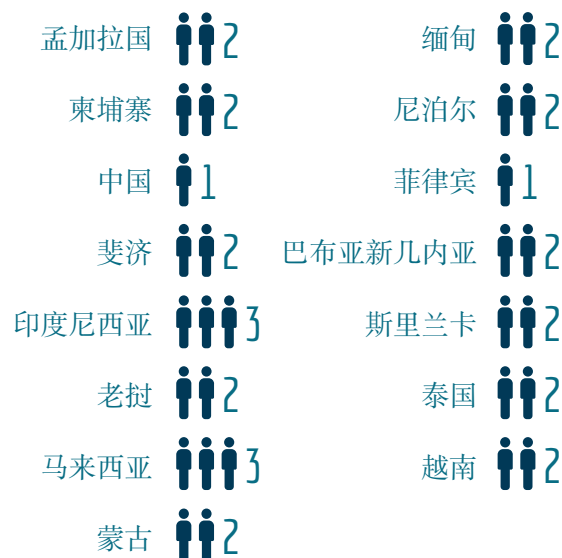 孟加拉国 2
柬埔寨 2
中国 1
斐济 2
印度尼西亚 3
老挝 2
马来西亚 3
蒙古 2
缅甸 2
尼泊尔 2
菲律宾 1
巴布亚新几内亚 2
斯里兰卡 2
泰国 2
越南 2